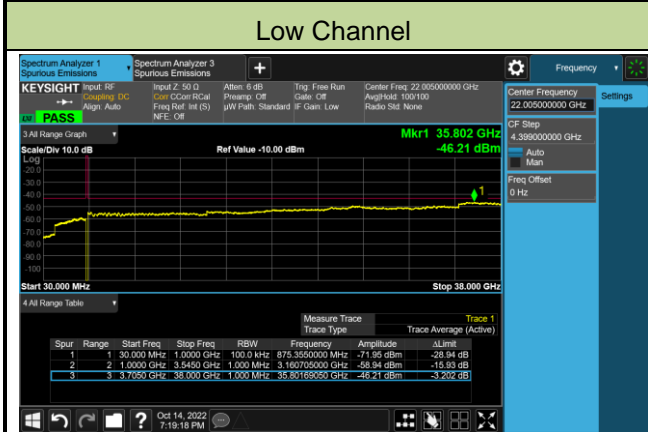 Low Channel
Spectrum Analyzer 1
Spurious Emissions
Spectrum Analyzer 3
Spurious Emissions
Frequency
KEYSIGHT Input: RF
Coupling: DC
Align: Auto
Input Z: 50 Ω
Corr CCorr RCal
Freq Ref: Int (S)
NFE: Off
Atten: 6 dB
Preamp: Off
µW Path: Standard
Trig: Free Run
Gate: Off
IF Gain: Low
Center Freq: 22.005000000 GHz
Avg|Hold: 100/100
Radio Std: None
PASS
Center Frequency
22.005000000 GHz
Settings
CF Step
4.399000000 GHz
Auto
Man
Freq Offset
0 Hz
3 All Range Graph
Mkr1 35.802 GHz
Scale/Div 10.0 dB Ref Value -10.00 dBm -46.21 dBm
Log
-20.0
-30.0
-40.0
-50.0
-60.0
-70.0
-80.0
-90.0
-100
1
Start 30.000 MHz Stop 38.000 GHz
4 All Range Table
Measure Trace Trace 1
Trace Type Trace Average (Active)
Spur Range Start Freq Stop Freq RBW Frequency Amplitude ΔLimit
1 1 30.000 MHz 1.0000 GHz 100.0 kHz 875.3550000 MHz -71.95 dBm -28.94 dB
2 2 1.0000 GHz 3.5450 GHz 1.000 MHz 3.160705000 GHz -58.94 dBm -15.93 dB
3 3 3.7050 GHz 38.000 GHz 1.000 MHz 35.80169050 GHz -46.21 dBm -3.202 dB
Oct 14, 2022
7:19:18 PM